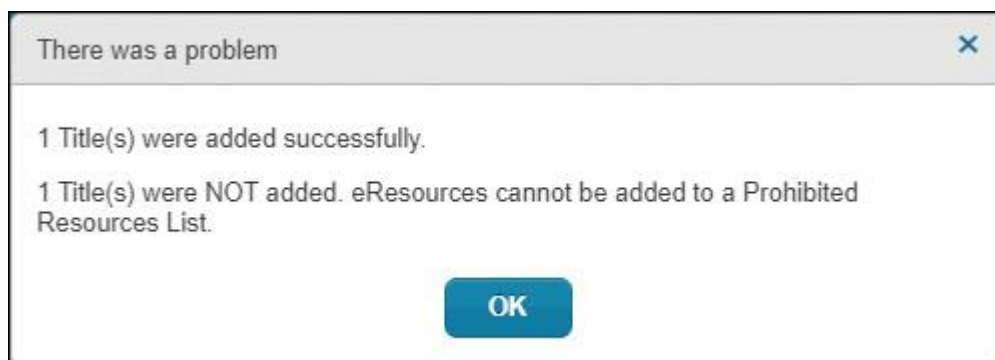 There was a problem
1 Title(s) were added successfully.
1 Title(s) were NOT added. eResources cannot be added to a Prohibited
Resources List.
OK